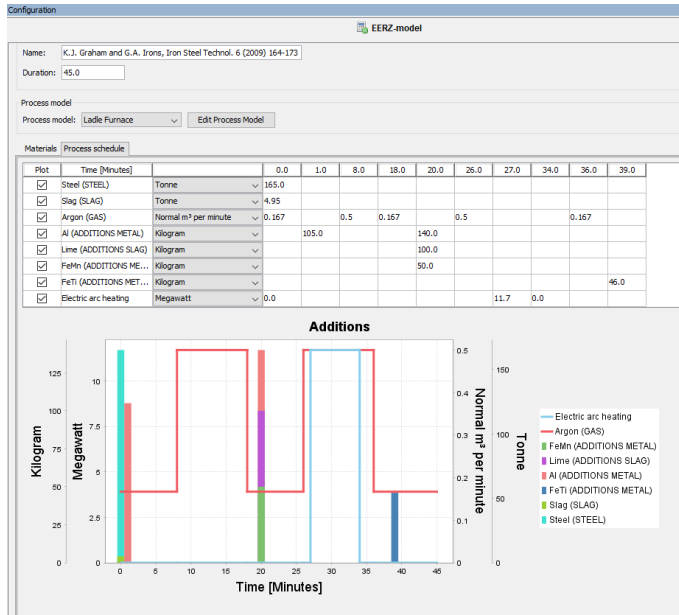 Configuration
EERZ-model
Name: K.J. Graham and G.A. Irons, Iron Steel Technol. 6 (2009) 164-173
Duration: 45.0
Process model
Process model: Ladle Furnace Edit Process Model
Materials Process schedule
Plot Time [Minutes] 0.0 1.0 8.0 18.0 20.0 26.0 27.0 34.0 36.0 39.0
Steel (STEEL) Tonne 165.0
Slag (SLAG) Tonne 4.95
Argon (GAS) Normal m³ per minute 0.167 0.5 0.167 0.5 0.167
Al (ADDITIONS METAL) Kilogram 105.0 140.0
Lime (ADDITIONS SLAG) Kilogram 100.0
FeMn (ADDITIONS ME... Kilogram 50.0
FeTi (ADDITIONS MET... Kilogram 46.0
Electric arc heating Megawatt 0.0 11.7 0.0
Additions
Kilogram
125
100
75
50
25
0
Megawatt
10
7.5
5
2.5
0
0.5
0.4
0.3
0.2
0.1
0
Normal m³ per minute
150
100
50
0
Tonne
0 5 10 15 20 25 30 35 40 45
Time [Minutes]
Electric arc heating
Argon (GAS)
FeMn (ADDITIONS METAL)
Lime (ADDITIONS SLAG)
Al (ADDITIONS METAL)
FeTi (ADDITIONS METAL)
Slag (SLAG)
Steel (STEEL)